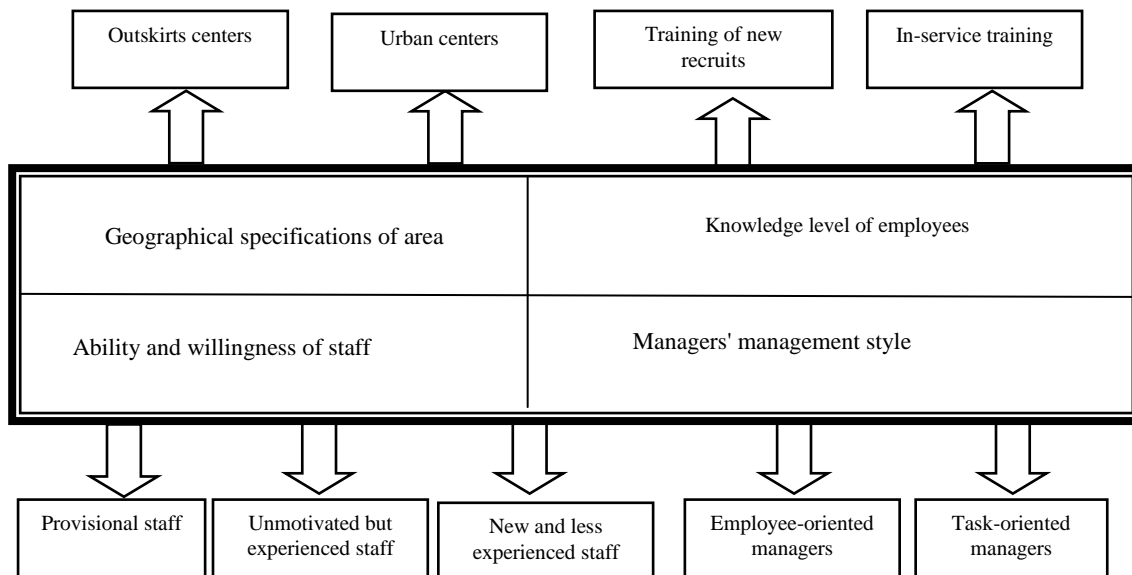 Outskirts centers
Urban centers
Training of new
recruits
In-service training
Geographical specifications of area
Knowledge level of employees
Ability and willingness of staff
Managers' management style
Provisional staff
Unmotivated but
experienced staff
New and less
experienced staff
Employee-oriented
managers
Task-oriented
managers